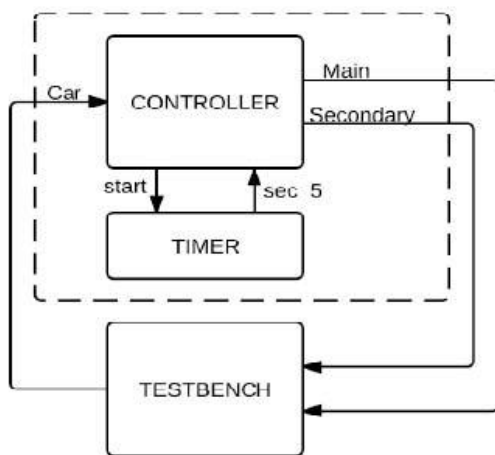 Main
Car
CONTROLLER
Secondary
start
sec 5
TIMER
TESTBENCH